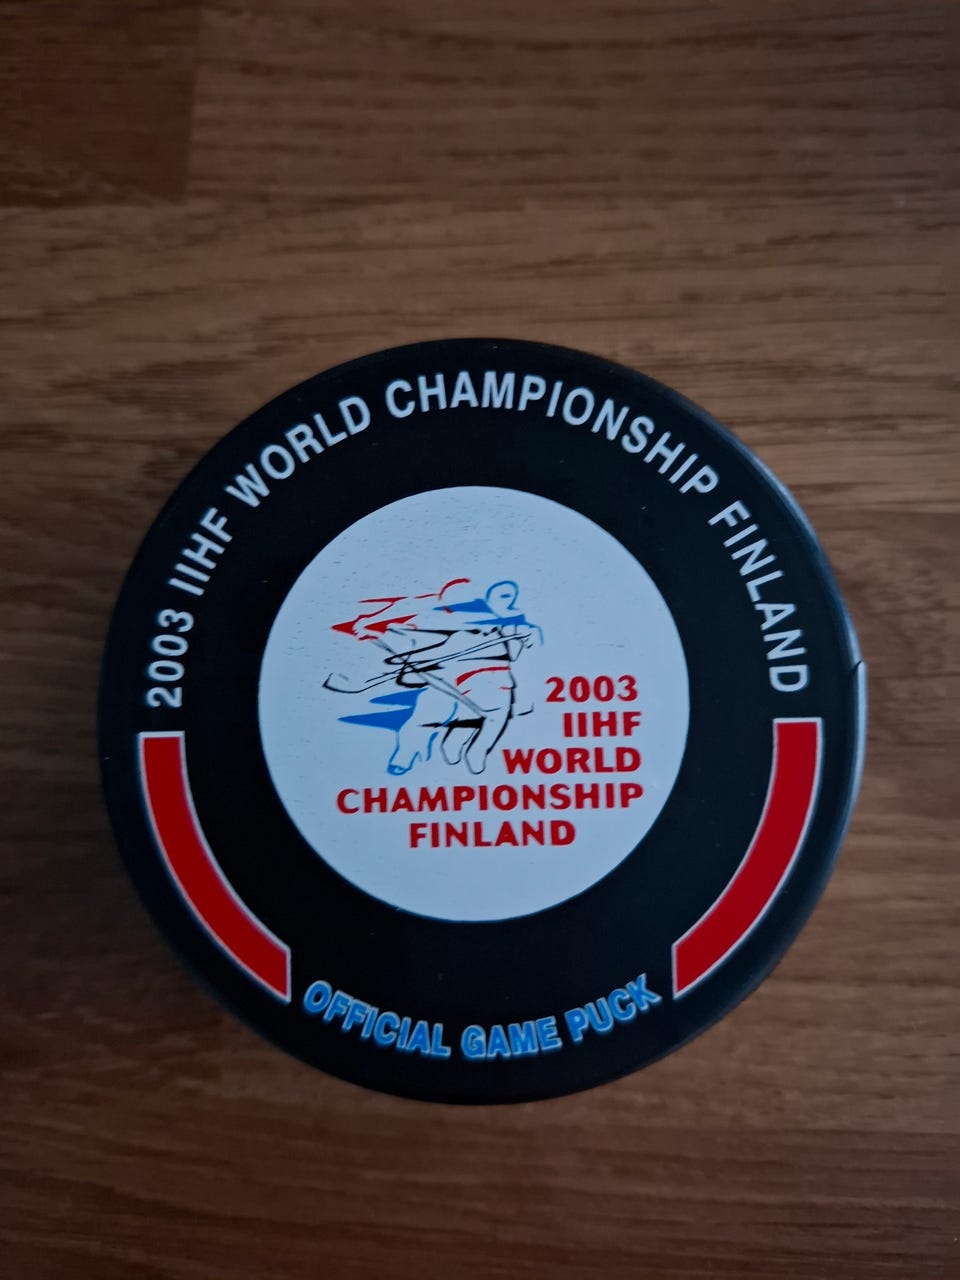 2003 IIHF WORLD CHAMPIONSHIP FINLAND
2003
IIHF
WORLD
CHAMPIONSHIP
FINLAND
OFFICIAL GAME PUCK